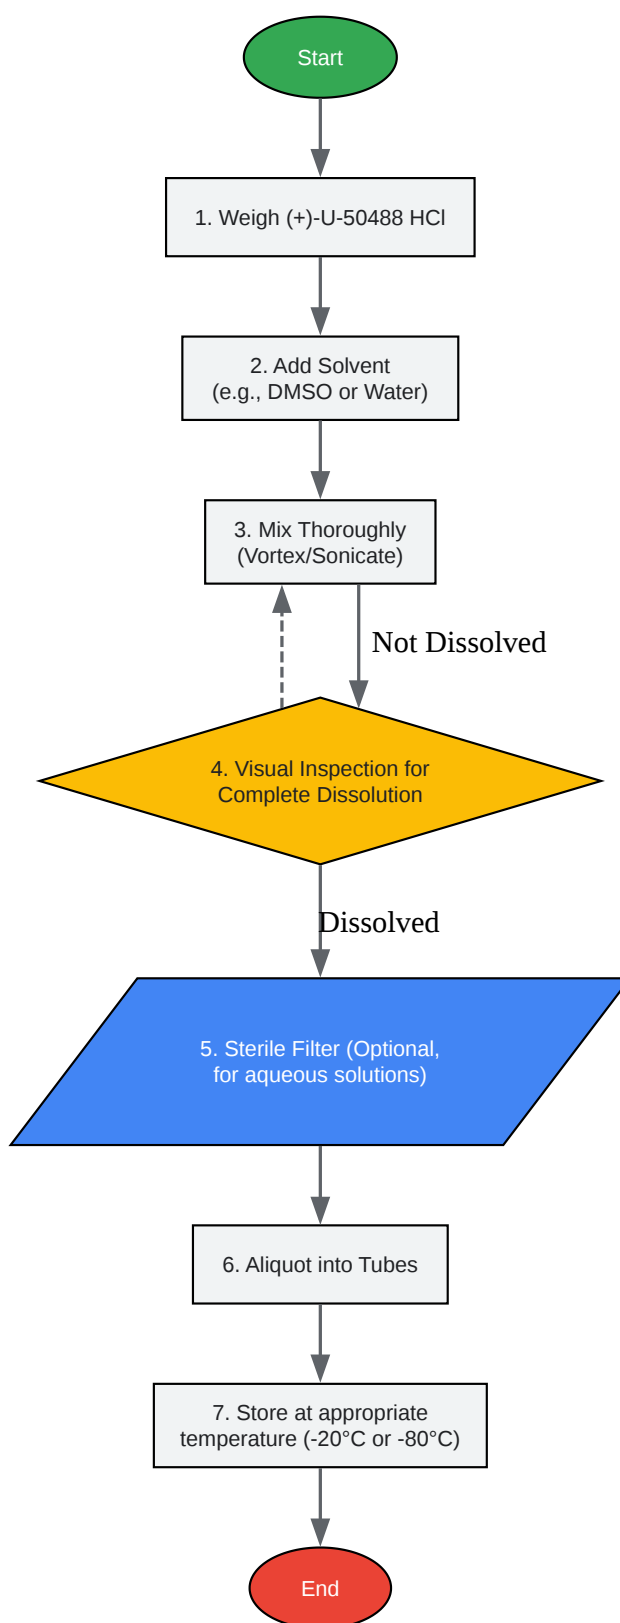 Start
1. Weigh (+)-U-50488 HCl
2. Add Solvent
(e.g., DMSO or Water)
3. Mix Thoroughly
(Vortex/Sonicate)
Not Dissolved
4. Visual Inspection for
Complete Dissolution
Dissolved
5. Sterile Filter (Optional,
for aqueous solutions)
6. Aliquot into Tubes
7. Store at appropriate
temperature (-20°C or -80°C)
End